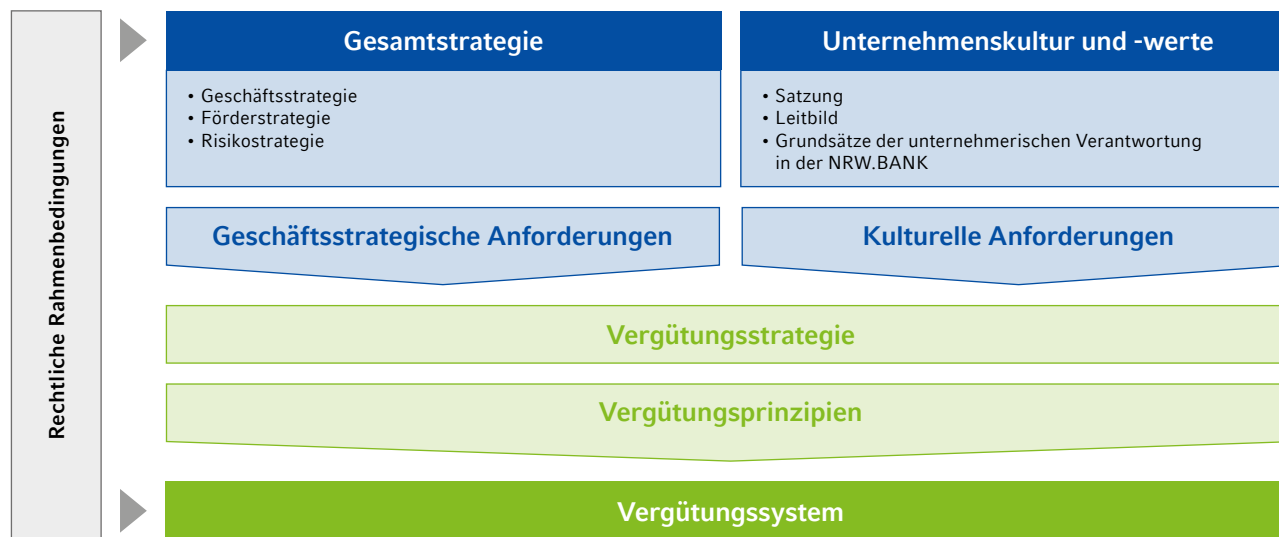 Rechtliche Rahmenbedingungen
Gesamtstrategie
• Geschäftsstrategie
• Förderstrategie
• Risikostrategie
Unternehmenskultur und -werte
• Satzung
• Leitbild
• Grundsätze der unternehmerischen Verantwortung
in der NRW.BANK
Geschäftsstrategische Anforderungen
Kulturelle Anforderungen
Vergütungsstrategie
Vergütungsprinzipien
Vergütungssystem